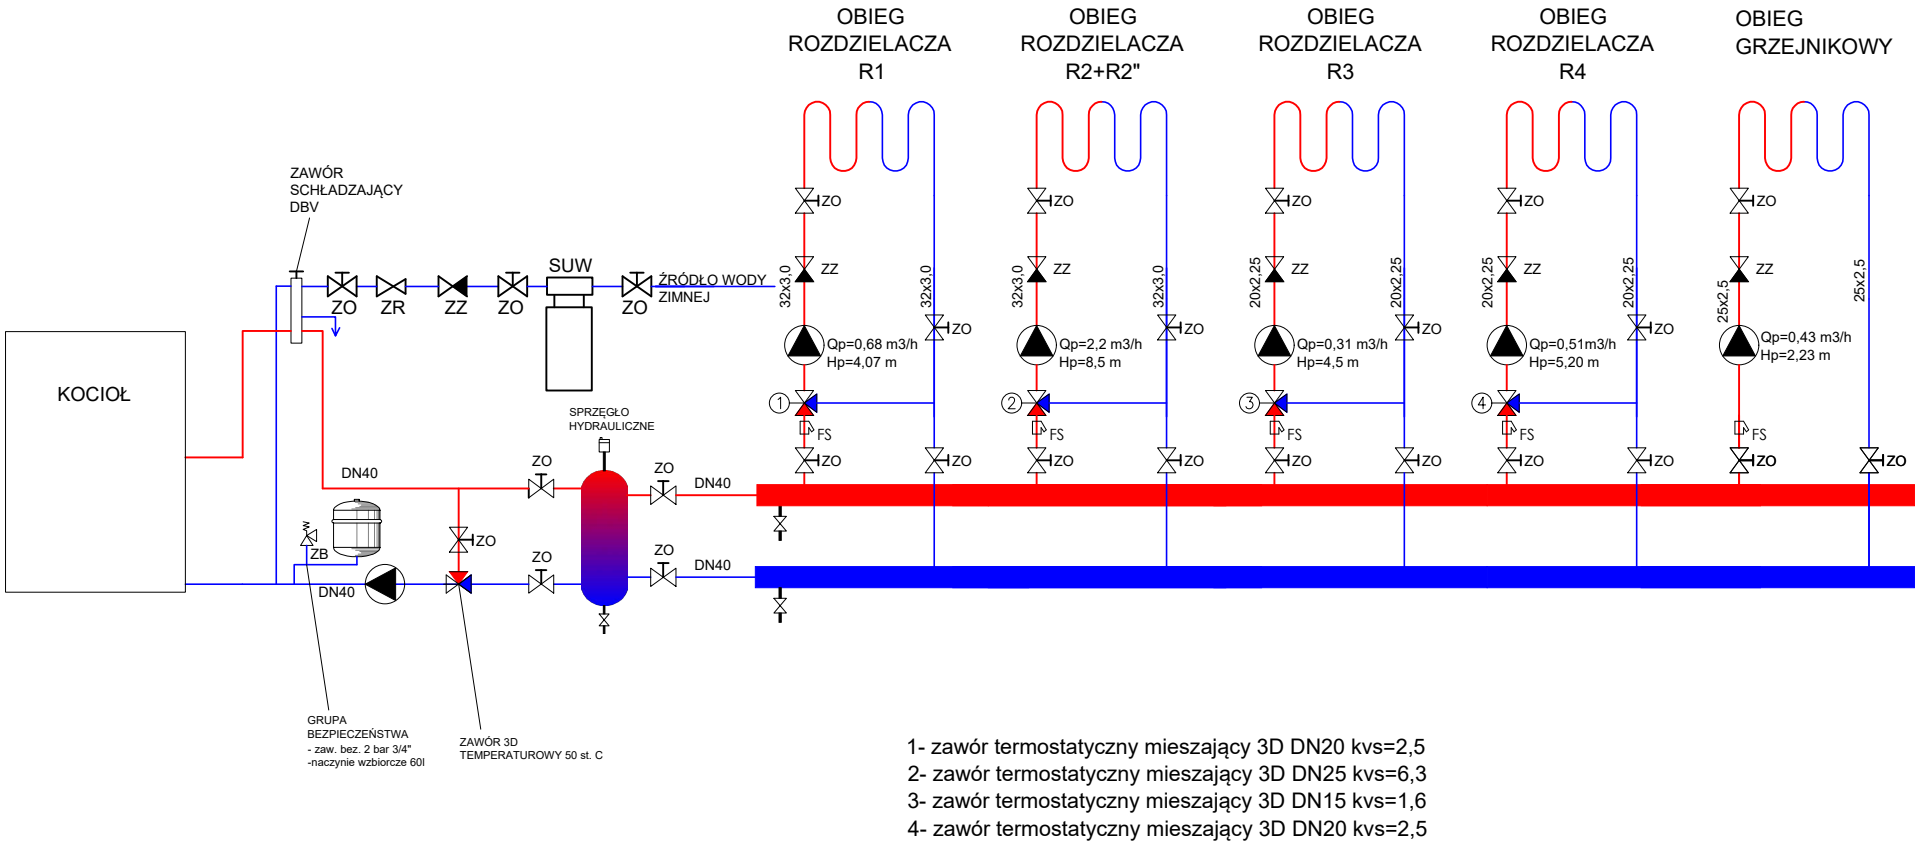 OBIEG
ROZDZIELACZA
R1
OBIEG
ROZDZIELACZA
R2+R2"
OBIEG
ROZDZIELACZA
R3
OBIEG
ROZDZIELACZA
R4
OBIEG
GRZEJNIKOWY
ZAWÓR
SCHŁADZAJĄCY
DBV
ZO
ZR
ZZ
ZO
SUW
ZO
ŹRÓDŁO WODY
ZIMNEJ
KOCIOŁ
ZO
ZZ
32x3,0
32x3,0
ZO
Qp=0,68 m3/h
Hp=4,07 m
1
FS
ZO
ZO
ZO
ZZ
32x3,0
32x3,0
ZO
Qp=2,2 m3/h
Hp=8,5 m
2
FS
ZO
ZO
ZO
ZZ
20x2,25
20x2,25
ZO
Qp=0,31 m3/h
Hp=4,5 m
3
FS
ZO
ZO
ZO
ZZ
20x2,25
20x2,25
ZO
Qp=0,51m3/h
Hp=5,20 m
4
FS
ZO
ZO
ZO
ZZ
25x2,5
25x2,5
Qp=0,43 m3/h
Hp=2,23 m
FS
ZO
ZO
SPRZĘGŁO
HYDRAULICZNE
DN40
ZO
ZO
DN40
ZO
ZB
DN40
ZO
ZO
DN40
GRUPA
BEZPIECZEŃSTWA
- zaw. bez. 2 bar 3/4"
-naczynie wzbiorcze 60l
ZAWÓR 3D
TEMPERATUROWY 50 st. C
1- zawór termostatyczny mieszający 3D DN20 kvs=2,5
2- zawór termostatyczny mieszający 3D DN25 kvs=6,3
3- zawór termostatyczny mieszający 3D DN15 kvs=1,6
4- zawór termostatyczny mieszający 3D DN20 kvs=2,5